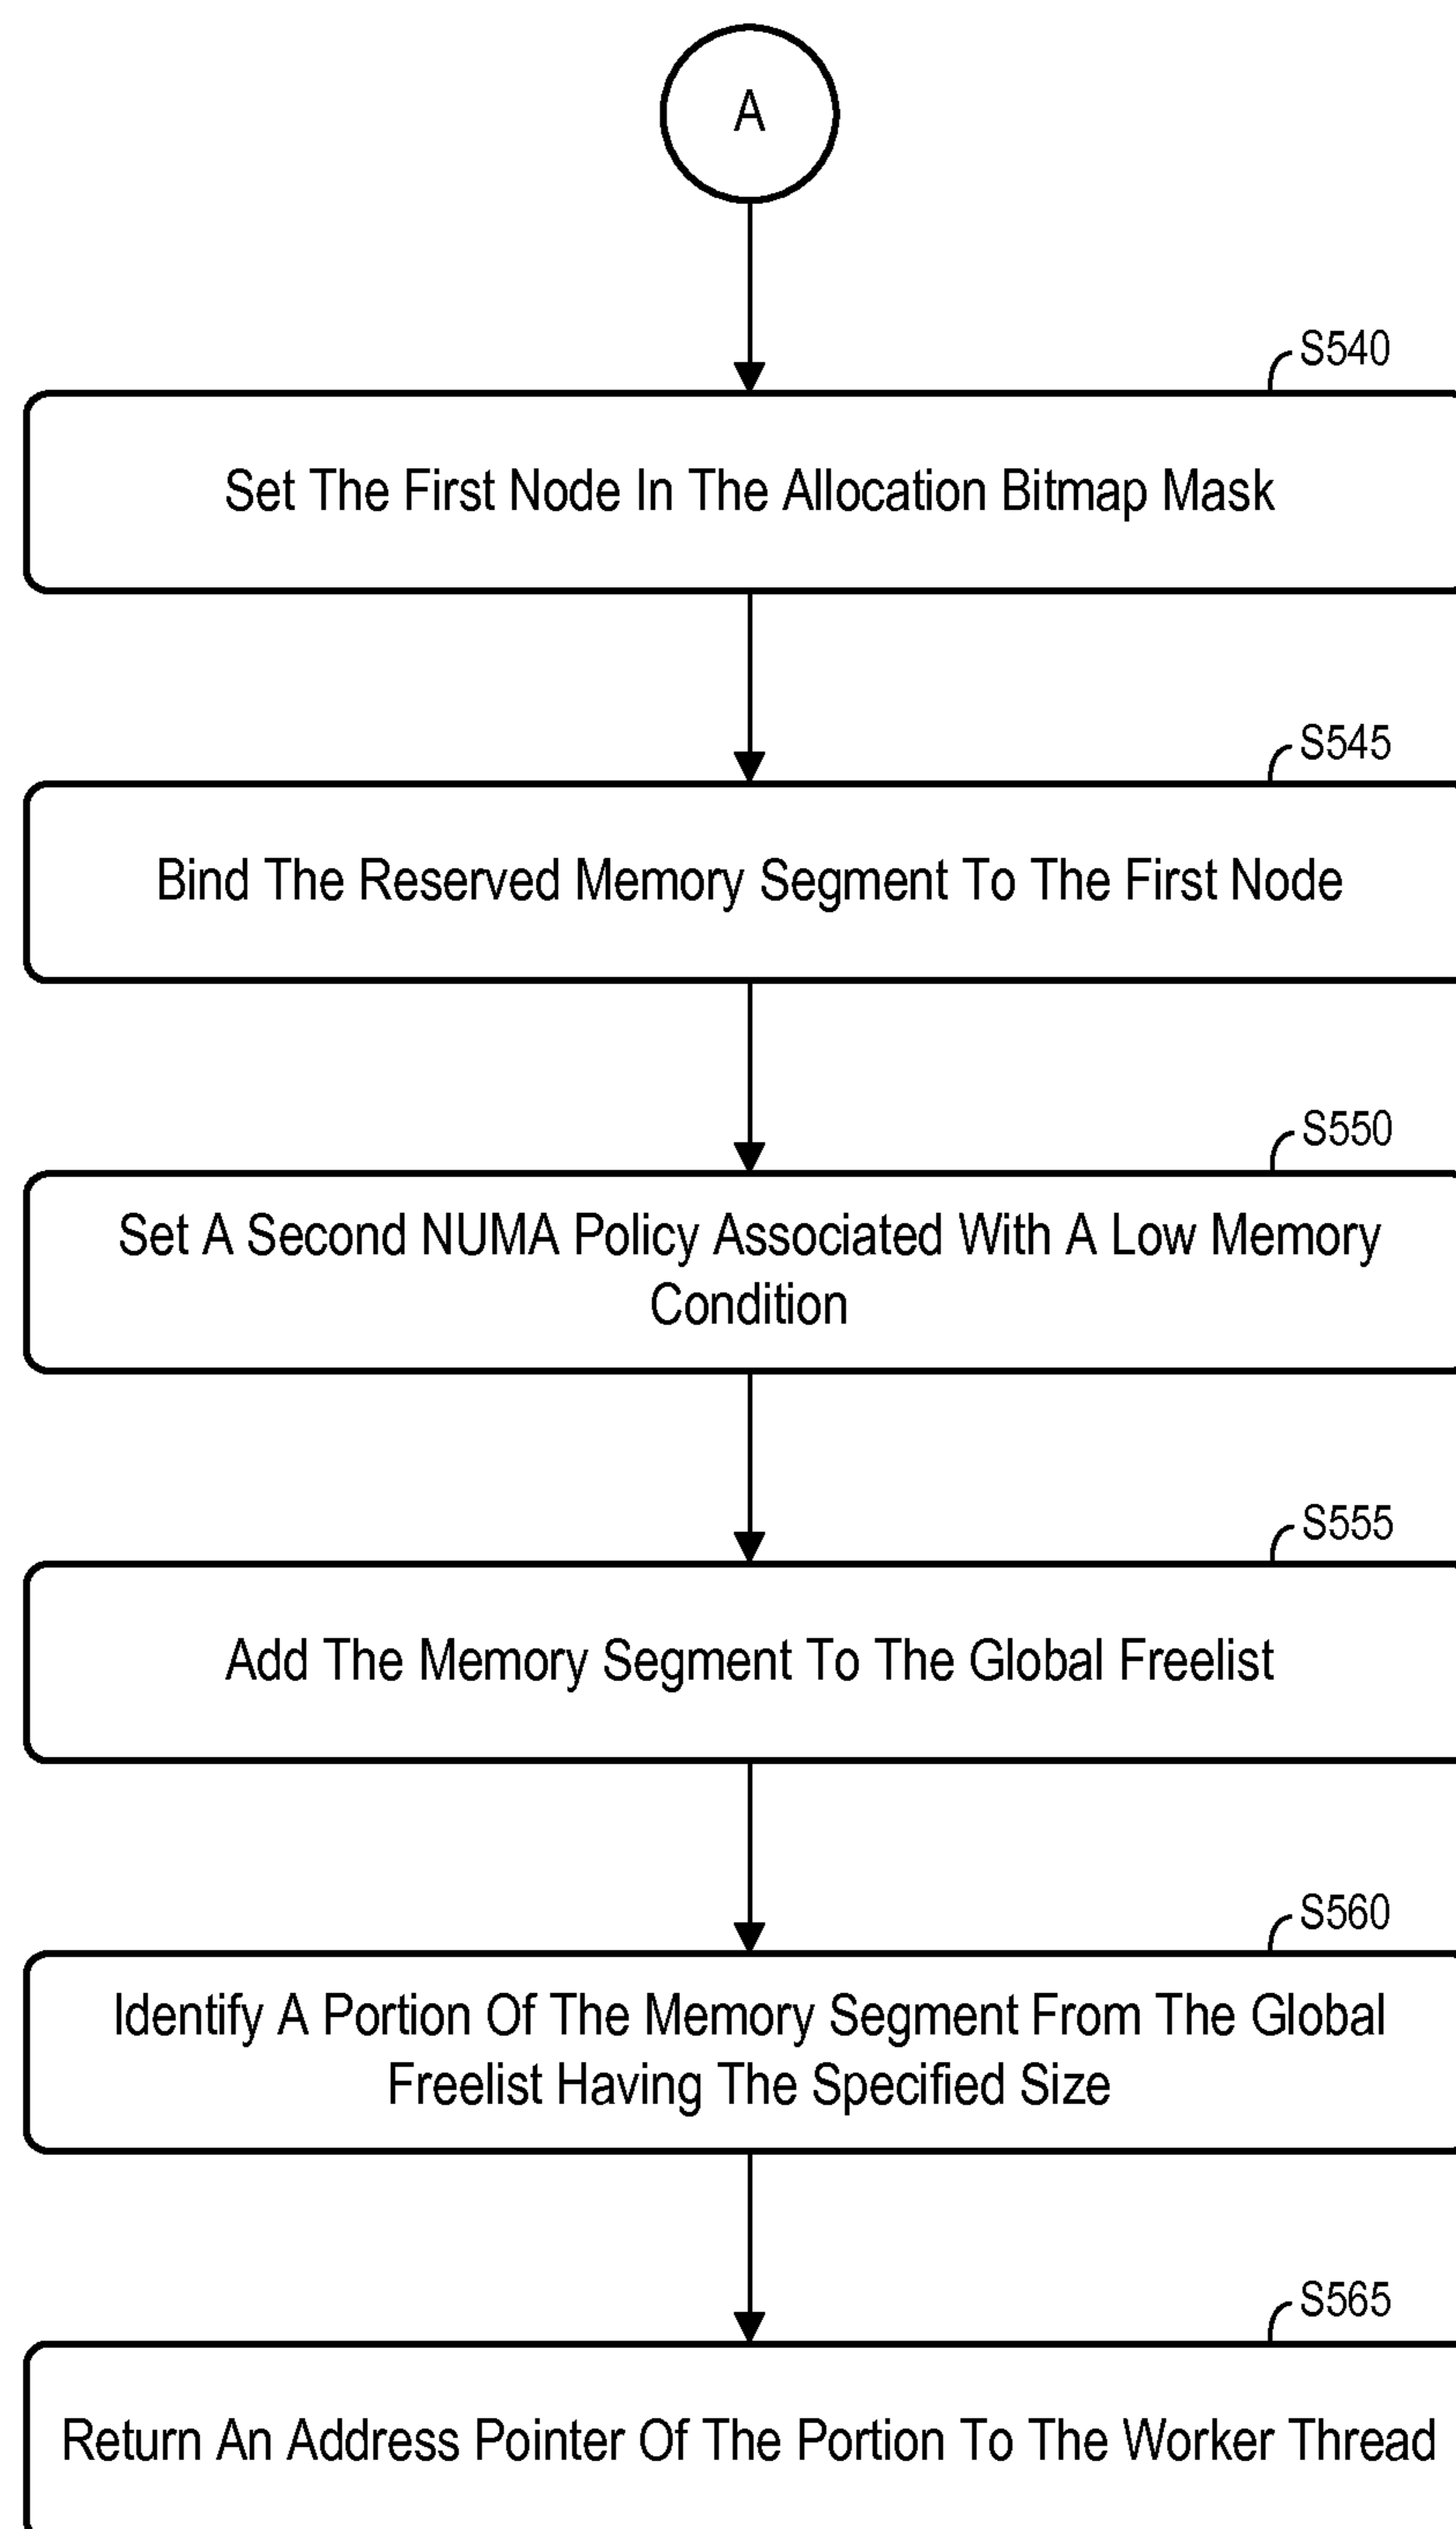 A
S540
Set The First Node In The Allocation Bitmap Mask
S545
Bind The Reserved Memory Segment To The First Node
S550
Set A Second NUMA Policy Associated With A Low Memory
Condition
S555
Add The Memory Segment To The Global Freelist
S560
Identify A Portion Of The Memory Segment From The Global
Freelist Having The Specified Size
S565
Return An Address Pointer Of The Portion To The Worker Thread